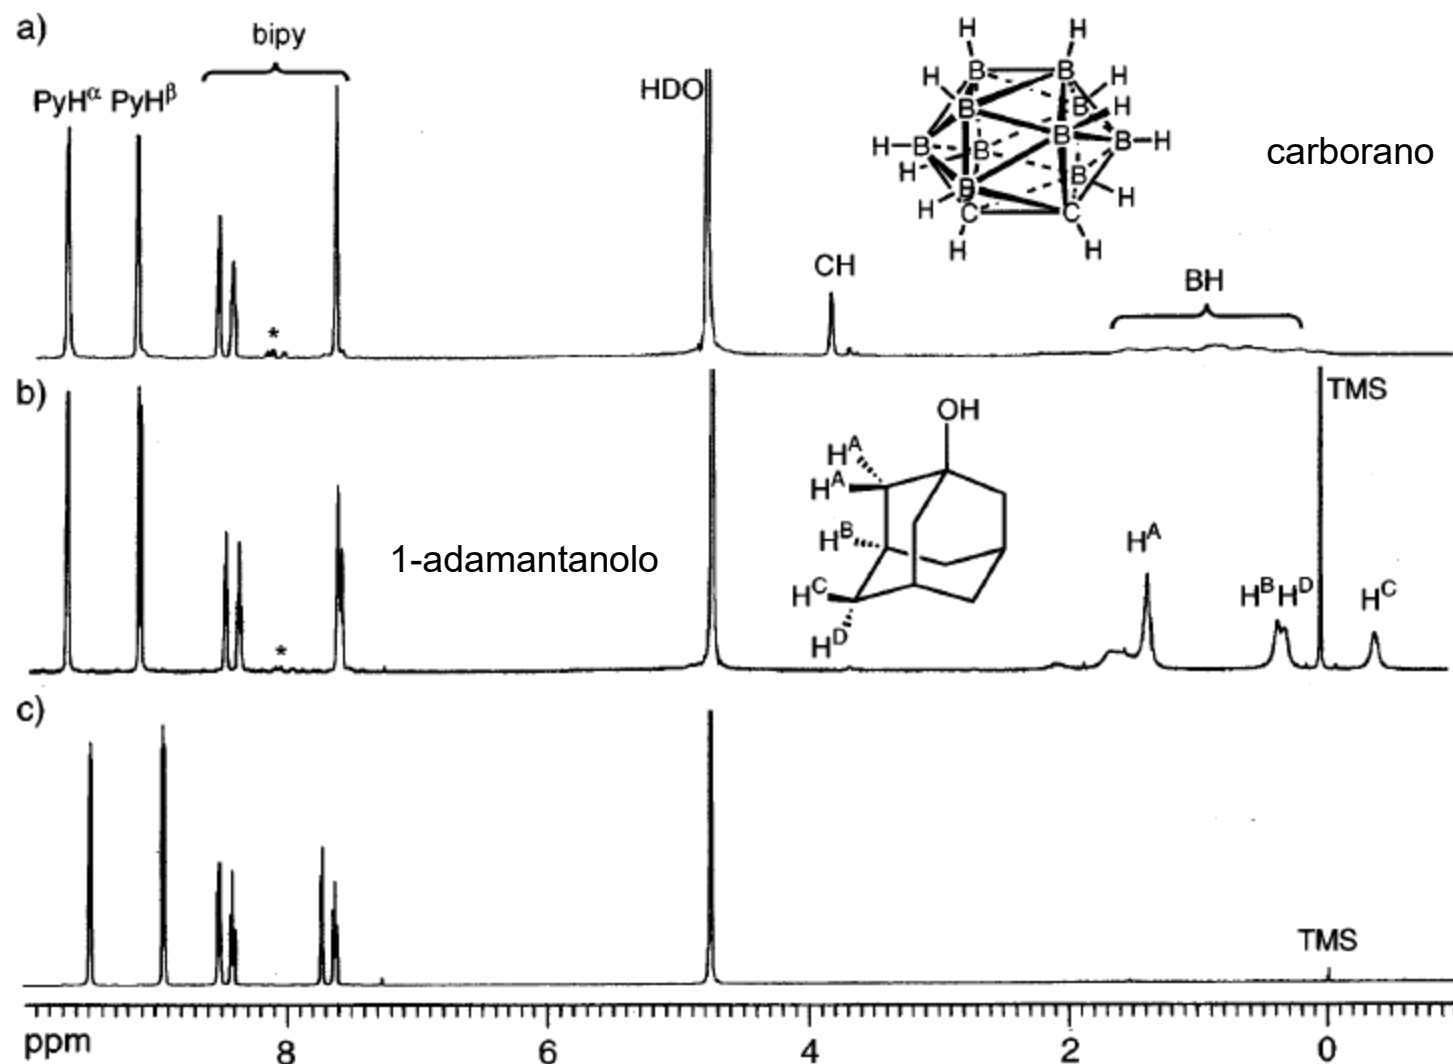 a)
bipy
PyHα PyHβ
HDO
H H
H B B H
B B H
H B B B H
H B
B B
H C C H
H H
carborano
CH
BH
*
b)
TMS
OH
HA
HA
HB
HC
HD
1-adamantanolo
HA
HB HD
HC
*
c)
TMS
ppm 8 6 4 2 0